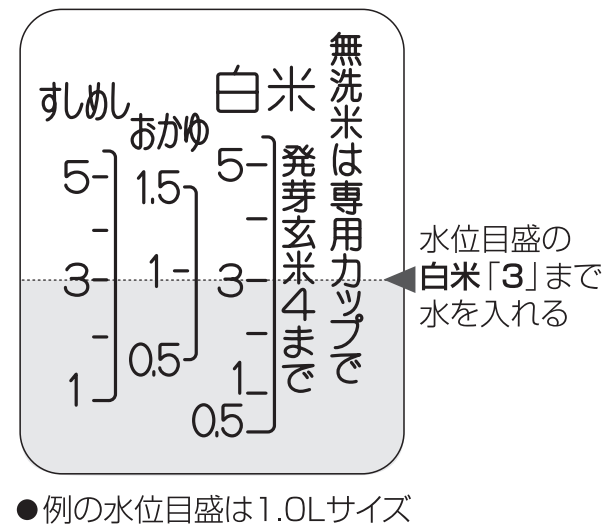 無洗米は専用カップで
発芽玄米4まで
白米
5
3
1
0.5
おかゆ
1.5
1
0.5
すしめし
5
3
1
水位目盛の
白米「3」まで
水を入れる
●例の水位目盛は1.0Lサイズ